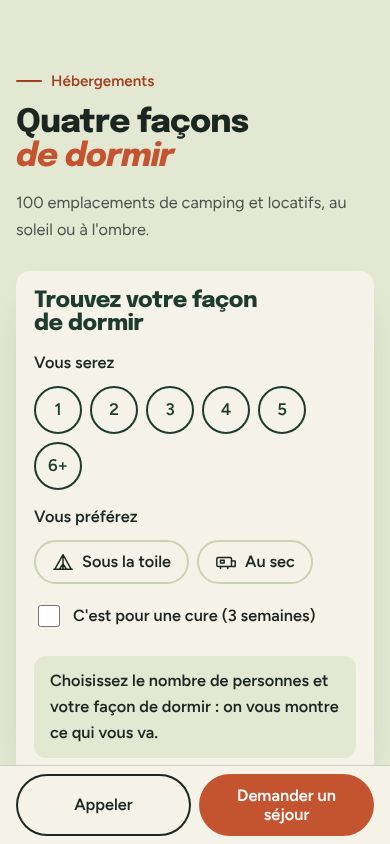 Hébergements
Quatre façons
de dormir
100 emplacements de camping et locatifs, au
soleil ou à l'ombre.
Trouvez votre façon
de dormir
Vous serez
1 2 3 4 5
6+
Vous préférez
Sous la toile Au sec
C'est pour une cure (3 semaines)
Choisissez le nombre de personnes et
votre façon de dormir : on vous montre
ce qui vous va.
Appeler
Demander un
séjour